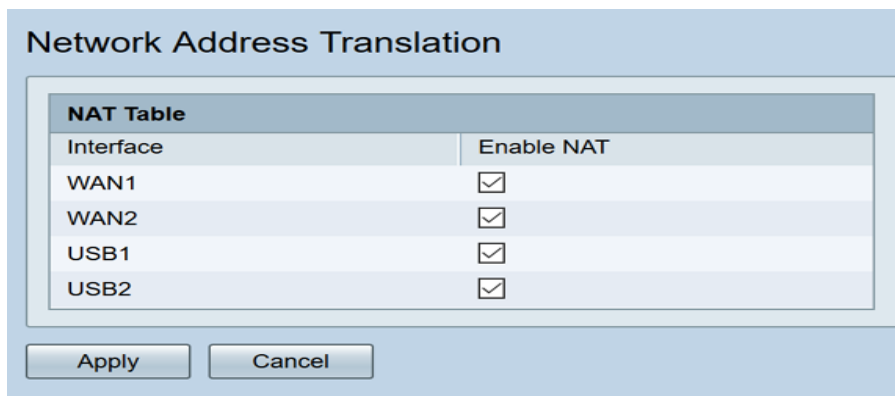 Network Address Translation
NAT Table
Interface Enable NAT
WAN1
WAN2
USB1
USB2
Apply Cancel